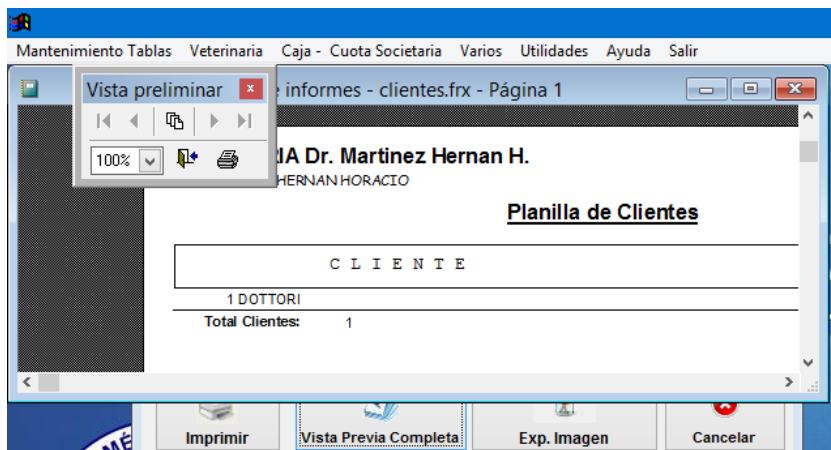 Mantenimiento Tablas Veterinaria Caja - Cuota Societaria Varios Utilidades Ayuda Salir
Vista preliminar
informes - clientes.frx - Página 1
100%
Dr. Martinez Hernan H.
HERNAN HORACIO
Planilla de Clientes
C L I E N T E
1 DOTTORI
Total Clientes: 1
Imprimir Vista Previa Completa Exp. Imagen Cancelar